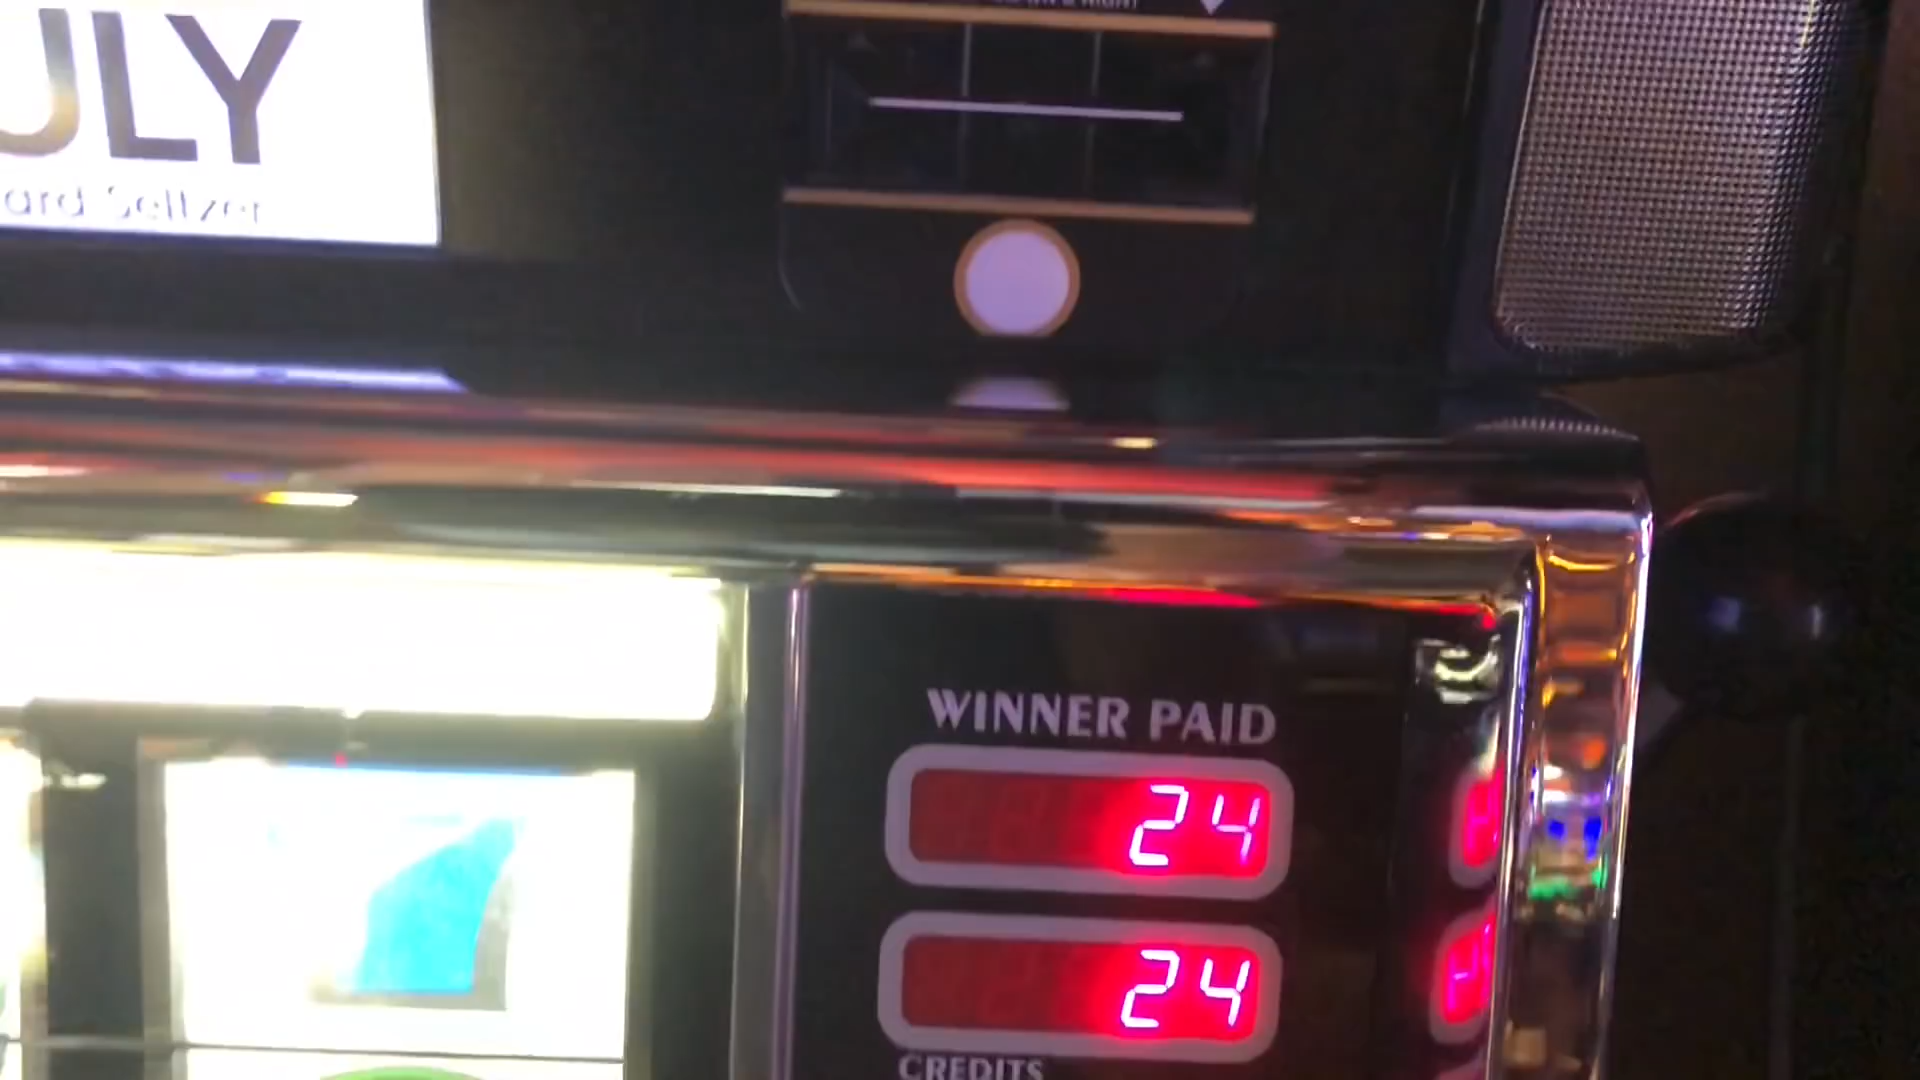 ULY
ard Seltzer
WINNER PAID
24
24
CREDITS